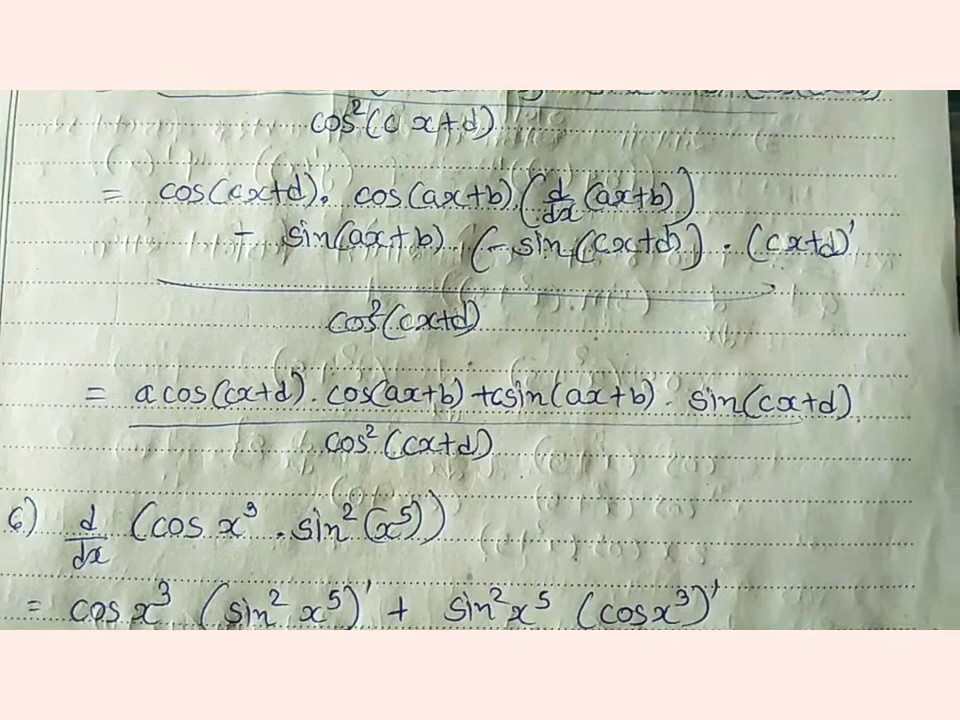 cos²(cx+d)
= cos(cx+d). cos(ax+b) (d/dx (ax+b))
- sin(ax+b) (- sin(cx+d)) . (cx+d)'
cos²(cx+d)
= a cos(cx+d) . cos(ax+b) + c sin(ax+b) . sin(cx+d)
cos² (cx+d)
6) d/dx (cos x³ . sin² (x⁵))
= cos x³ (sin² x⁵)' + sin² x⁵ (cos x³)'